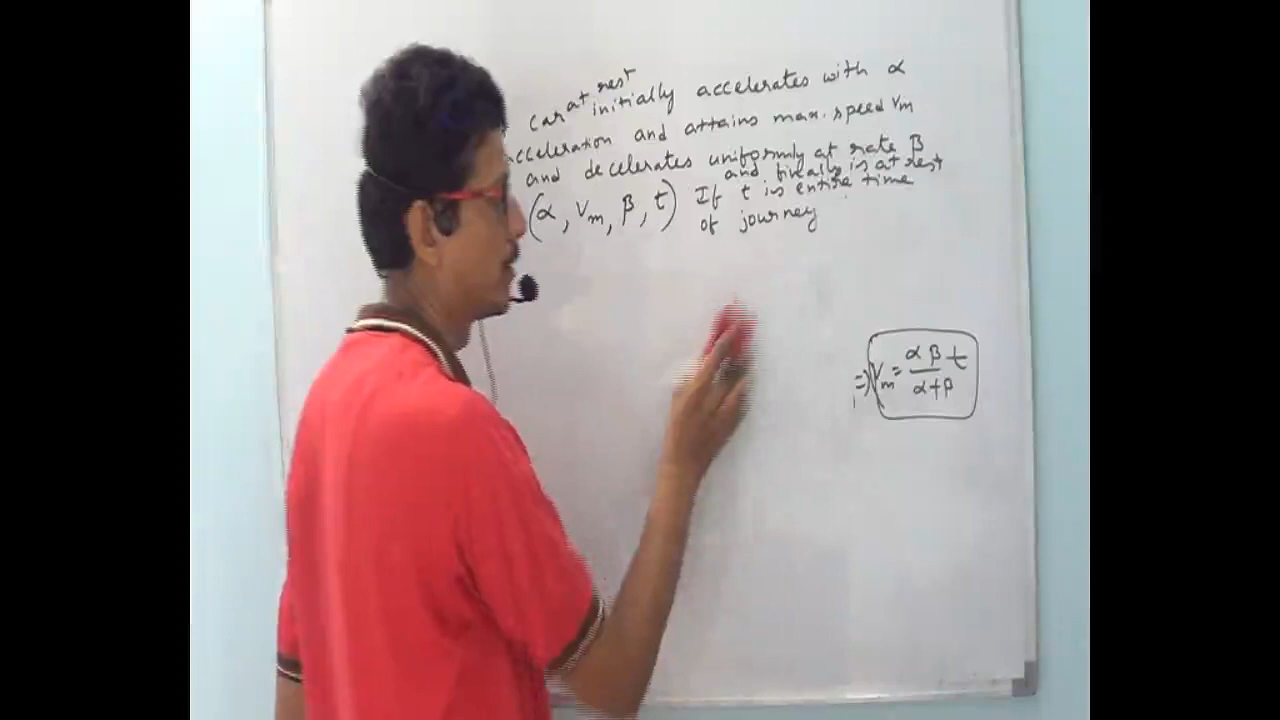 car at rest initially accelerates with α
acceleration and attains max. speed Vm
and decelerates uniformly at rate β
and finally is at rest
(α, Vm, β, t) If t is entire time
of journey
=> Vm = αβt / α+β